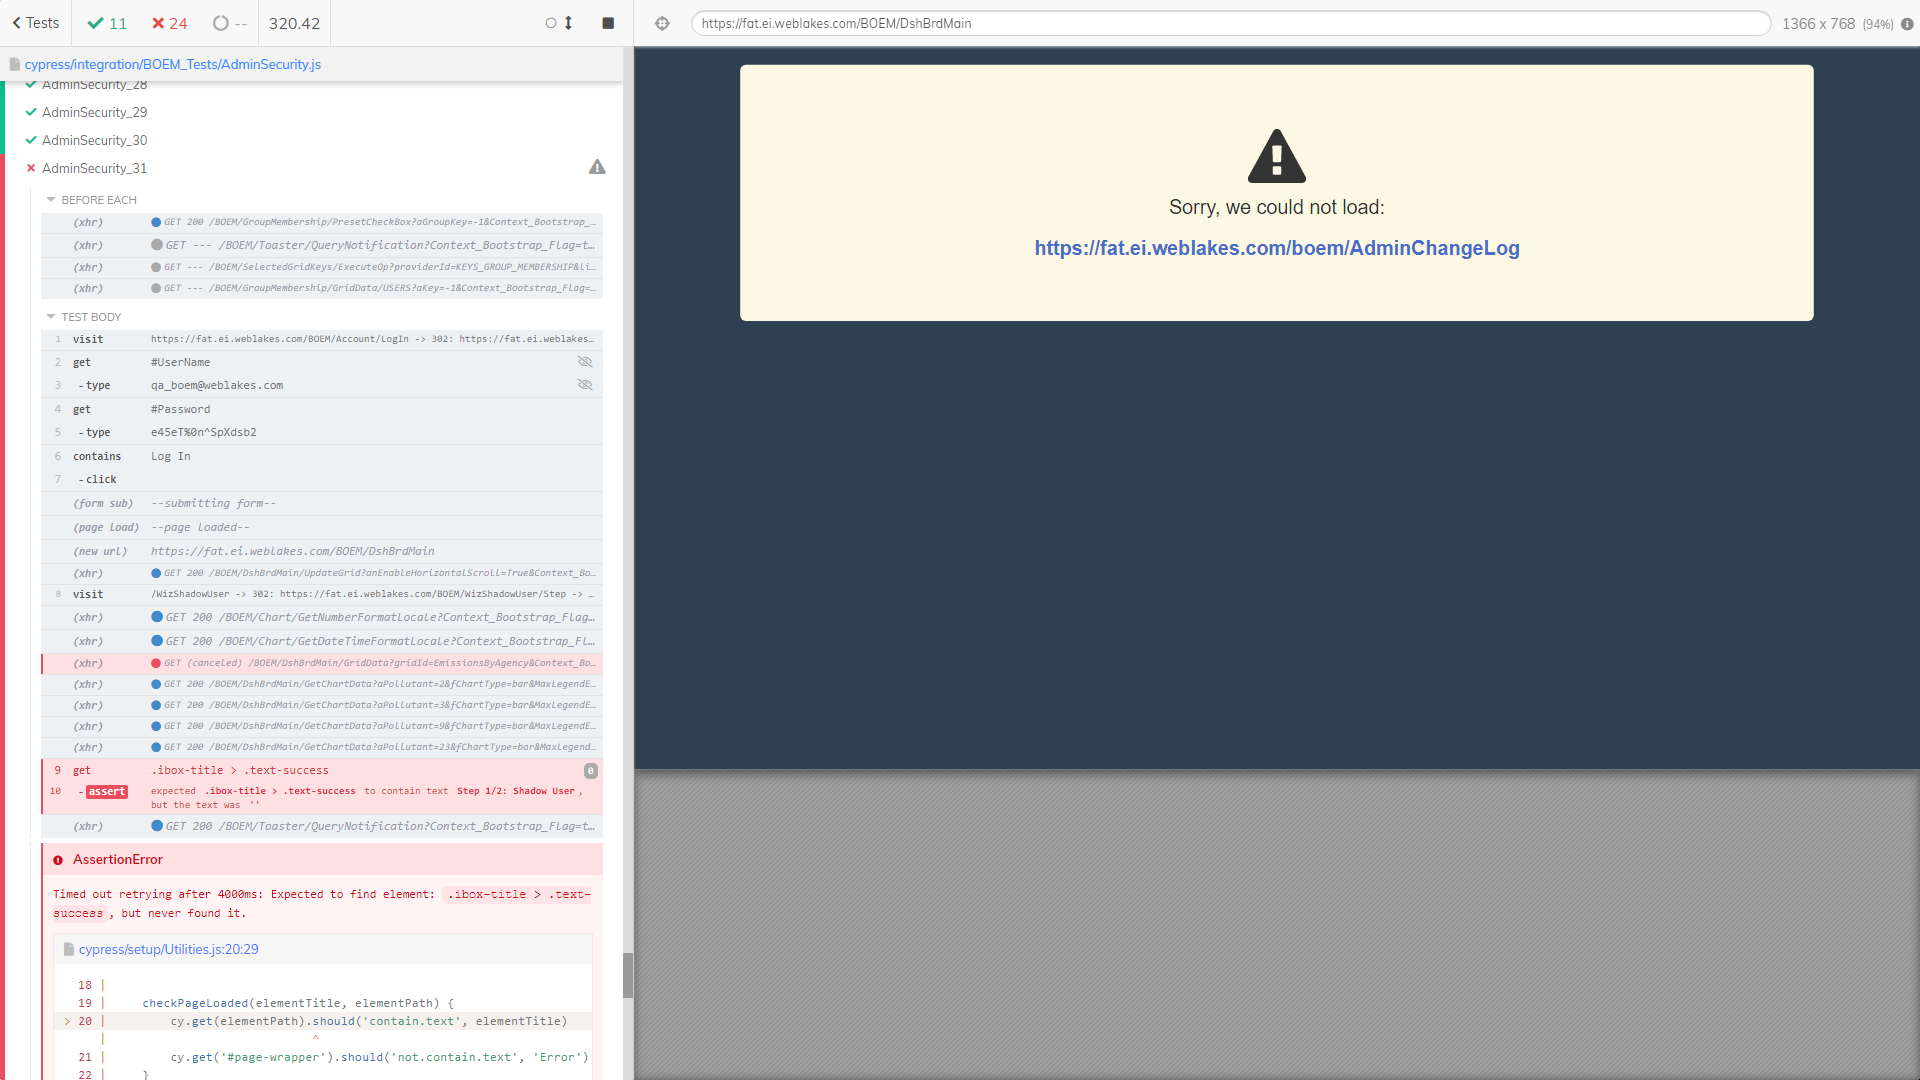 Tests
11
24
--
320.42
https://fat.ei.weblakes.com/BOEM/DshBrdMain
1366 x 768 (94%)
cypress/integration/BOEM_Tests/AdminSecurity.js
AdminSecurity_28
AdminSecurity_29
AdminSecurity_30
AdminSecurity_31
BEFORE EACH
(xhr) GET 200 /BOEM/GroupMembership/PresetCheckBox?aGroupKey=-1&Context_Bootstrap_…
(xhr) GET --- /BOEM/Toaster/QueryNotification?Context_Bootstrap_Flag=t…
(xhr) GET --- /BOEM/SelectedGridKeys/ExecuteOp?providerId=KEYS_GROUP_MEMBERSHIP&li…
(xhr) GET --- /BOEM/GroupMembership/GridData/USERS?aKey=-1&Context_Bootstrap_Flag=…
TEST BODY
1 visit https://fat.ei.weblakes.com/BOEM/Account/LogIn -> 302: https://fat.ei.weblakes…
2 get #UserName
3 -type qa_boem@weblakes.com
4 get #Password
5 -type e45eT%0n^SpXdsb2
6 contains Log In
7 -click
(form sub) --submitting form--
(page load) --page loaded--
(new url) https://fat.ei.weblakes.com/BOEM/DshBrdMain
(xhr) GET 200 /BOEM/DshBrdMain/UpdateGrid?anEnableHorizontalScroll=True&Context_Bo…
8 visit /WizShadowUser -> 302: https://fat.ei.weblakes.com/BOEM/WizShadowUser/Step -> …
(xhr) GET 200 /BOEM/Chart/GetNumberFormatLocale?Context_Bootstrap_Flag…
(xhr) GET 200 /BOEM/Chart/GetDateTimeFormatLocale?Context_Bootstrap_Fl…
(xhr) GET (canceled) /BOEM/DshBrdMain/GridData?gridId=EmissionsByAgency&Context_Bo…
(xhr) GET 200 /BOEM/DshBrdMain/GetChartData?aPollutant=2&fChartType=bar&MaxLegendE…
(xhr) GET 200 /BOEM/DshBrdMain/GetChartData?aPollutant=3&fChartType=bar&MaxLegendE…
(xhr) GET 200 /BOEM/DshBrdMain/GetChartData?aPollutant=9&fChartType=bar&MaxLegendE…
(xhr) GET 200 /BOEM/DshBrdMain/GetChartData?aPollutant=23&fChartType=bar&MaxLegend…
9 get .ibox-title > .text-success 0
10 -assert expected .ibox-title > .text-success to contain text Step 1/2: Shadow User,
but the text was ''
(xhr) GET 200 /BOEM/Toaster/QueryNotification?Context_Bootstrap_Flag=t…
AssertionError
Timed out retrying after 4000ms: Expected to find element: .ibox-title > .text-
success, but never found it.
cypress/setup/Utilities.js:20:29
18 |
19 | checkPageLoaded(elementTitle, elementPath) {
> 20 | cy.get(elementPath).should('contain.text', elementTitle)
| ^
21 | cy.get('#page-wrapper').should('not.contain.text', 'Error')
22 | }
Sorry, we could not load:
https://fat.ei.weblakes.com/boem/AdminChangeLog